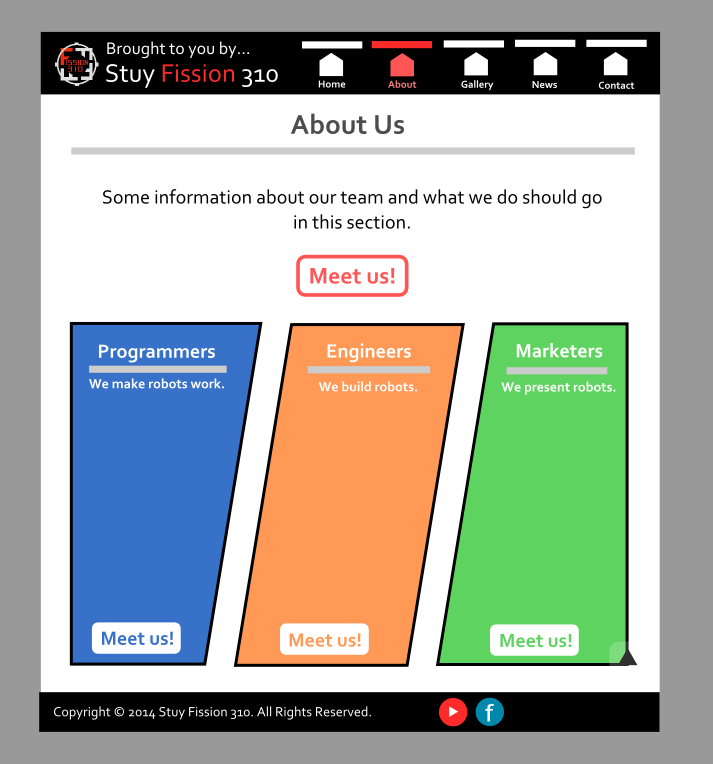 Brought to you by...
Stuy Fission 310
FISSION
310
Home
About
Gallery
News
Contact
About Us
Some information about our team and what we do should go
in this section.
Meet us!
Programmers
We make robots work.
Meet us!
Engineers
We build robots.
Meet us!
Marketers
We present robots.
Meet us!
Copyright © 2014 Stuy Fission 310. All Rights Reserved.
f